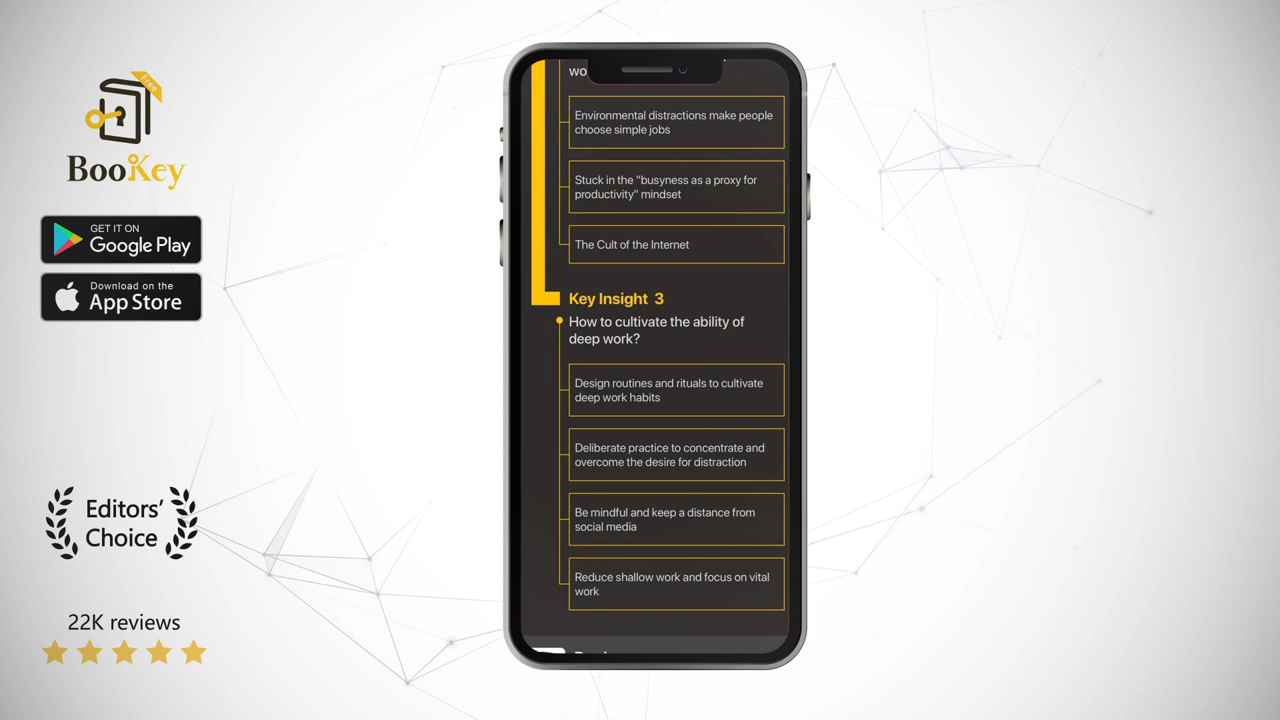 Free
BooKey
GET IT ON
Google Play
Download on the
App Store
Editors'
Choice
22K reviews
Environmental distractions make people
choose simple jobs
Stuck in the "busyness as a proxy for
productivity" mindset
The Cult of the Internet
Key Insight 3
How to cultivate the ability of
deep work?
Design routines and rituals to cultivate
deep work habits
Deliberate practice to concentrate and
overcome the desire for distraction
Be mindful and keep a distance from
social media
Reduce shallow work and focus on vital
work